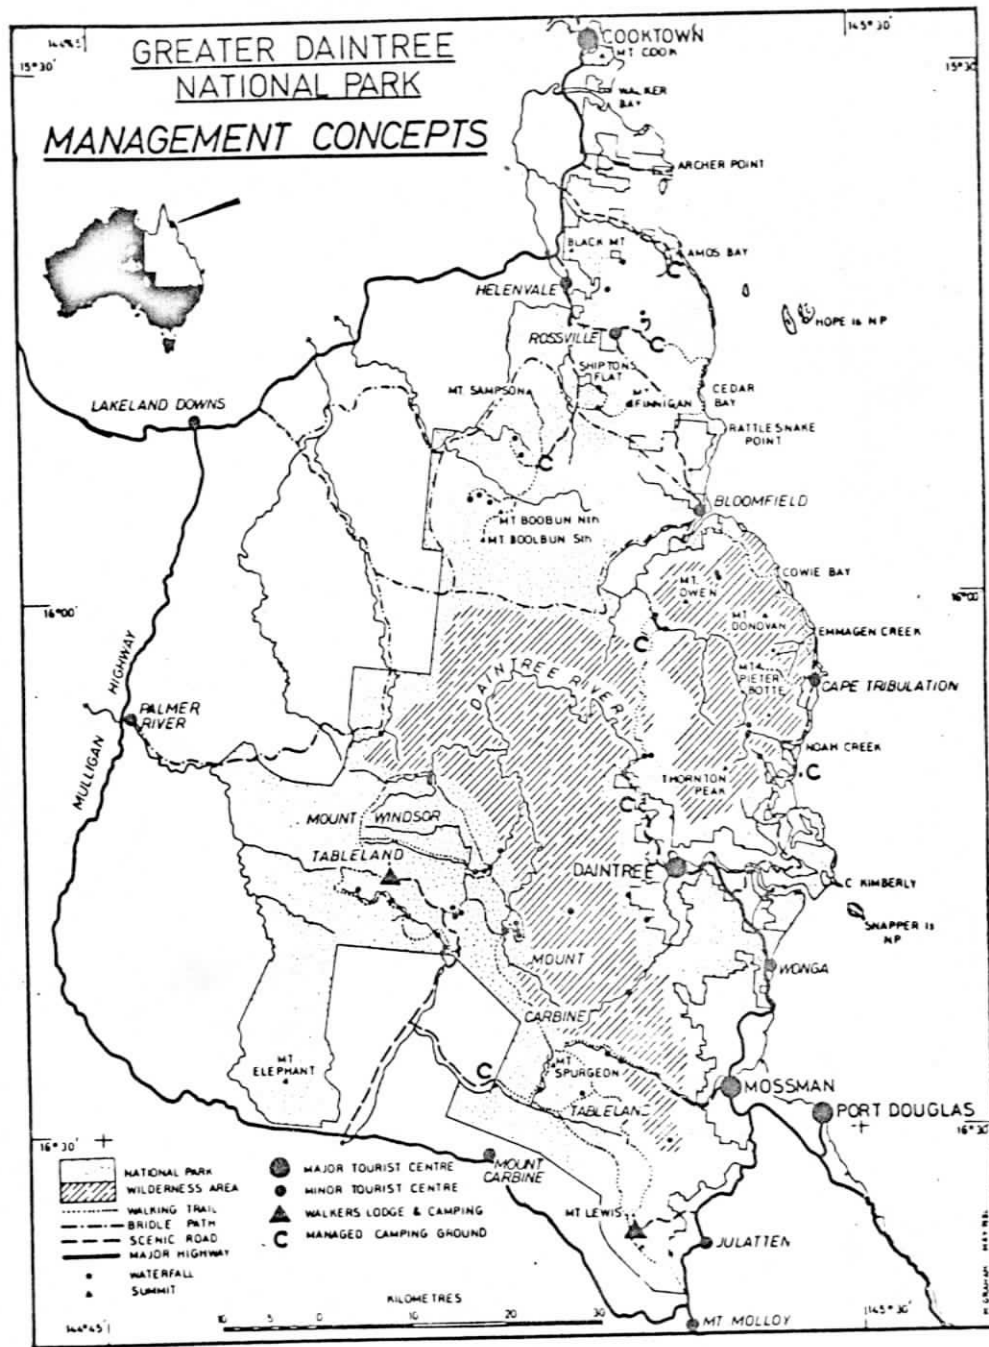 144°45'
145°30'
15°30'
15°30'
GREATER DAINTREE
NATIONAL PARK
MANAGEMENT CONCEPTS
COOKTOWN
MT COOK
WALKER
BAY
ARCHER POINT
BLACK MT
AMOS BAY
C
HELENVALE
HOPE Is N P
ROSSVILLE
C
SHIPTONS
FLAT
MT SAMPSON
MT
FINNIGAN
CEDAR
BAY
LAKELAND DOWNS
RATTLESNAKE
POINT
C
BLOOMFIELD
MT BOOBUN Nth
MT BOOLBUN Sth
COWIE BAY
MT.
OWEN
16°00'
16°00'
MT
DONOVAN
EMMAGEN CREEK
C
DAINTREE RIVER
MT
PIETER
BOTTE
CAPE TRIBULATION
PALMER
RIVER
MULLIGAN HIGHWAY
NOAH CREEK
C
THORNTON
PEAK
C
MOUNT WINDSOR
TABLELAND
DAINTREE
C KIMBERLY
SNAPPER Is
N P
WONGA
MOUNT
CARBINE
MT
ELEPHANT
MT
SPURGEON
C
TABLELAND
MOSSMAN
PORT DOUGLAS
16°30'
16°30'
MOUNT
CARBINE
MT LEWIS
JULATTEN
MT MOLLOY
NATIONAL PARK
WILDERNESS AREA
WALKING TRAIL
BRIDLE PATH
SCENIC ROAD
MAJOR HIGHWAY
WATERFALL
SUMMIT
MAJOR TOURIST CENTRE
MINOR TOURIST CENTRE
WALKERS LODGE & CAMPING
C MANAGED CAMPING GROUND
KILOMETRES
10 0 10 20 30
144°45'
145°30'